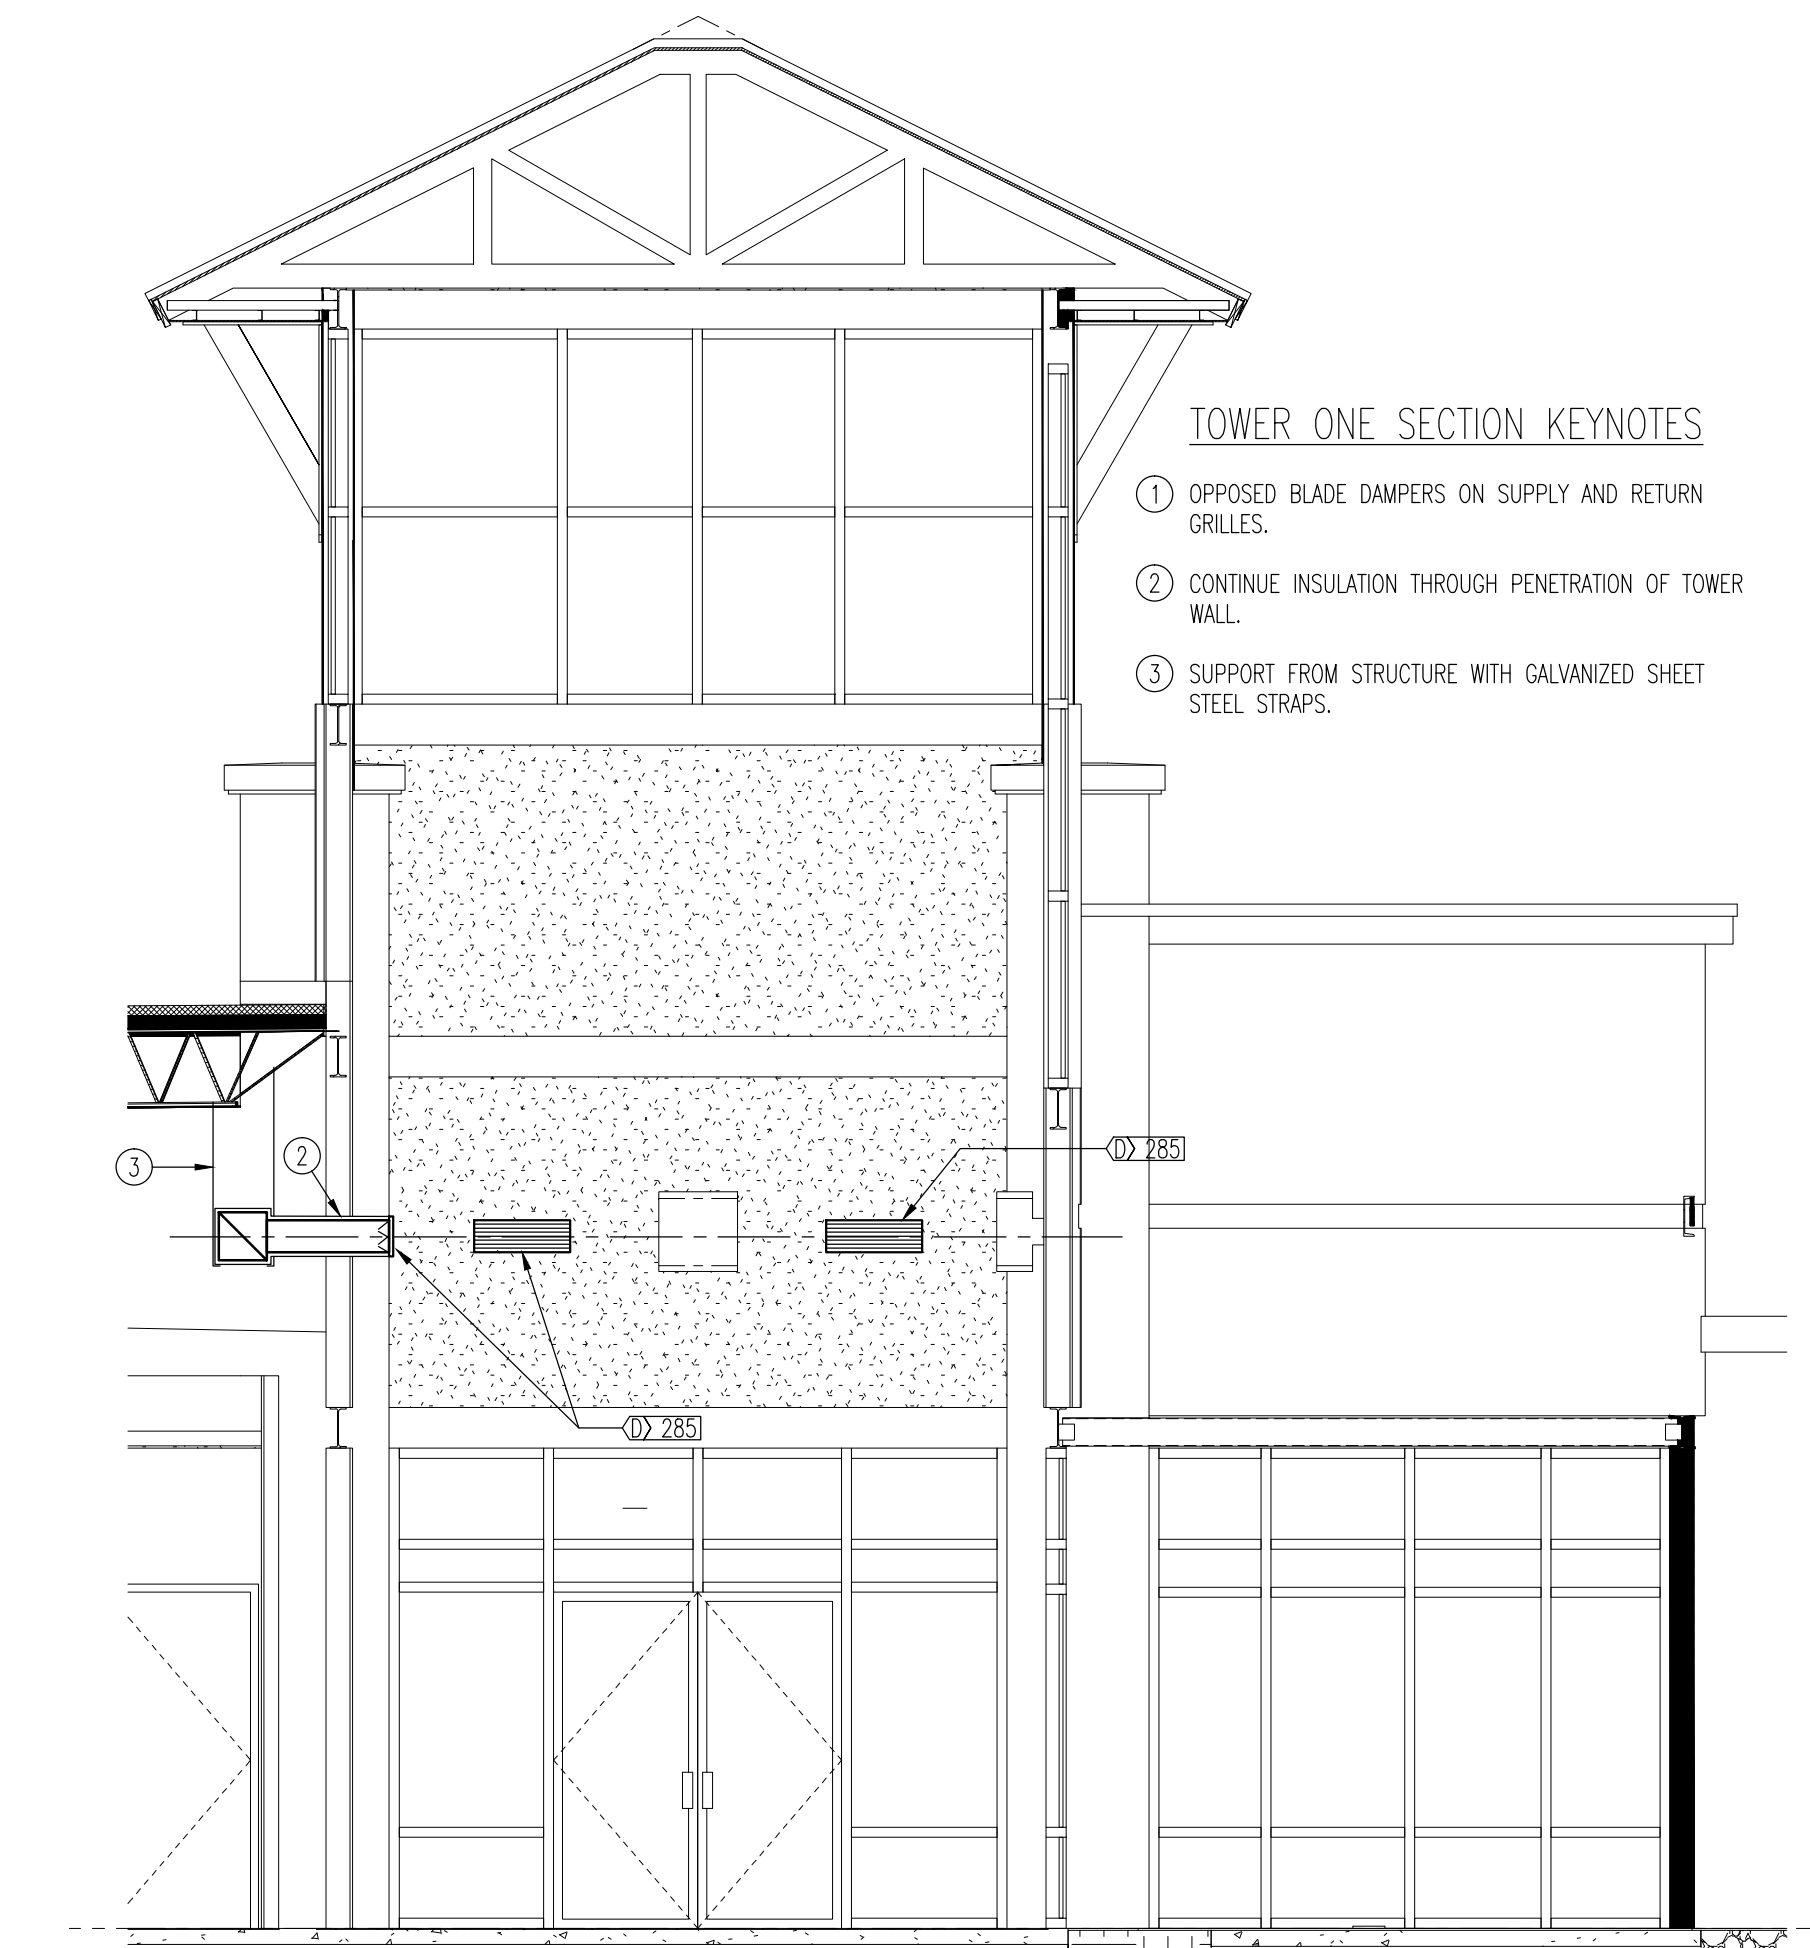 TOWER ONE SECTION KEYNOTES
1 OPPOSED BLADE DAMPERS ON SUPPLY AND RETURN
GRILLES.
2 CONTINUE INSULATION THROUGH PENETRATION OF TOWER
WALL.
3 SUPPORT FROM STRUCTURE WITH GALVANIZED SHEET
STEEL STRAPS.
D 285
2
3
D 285